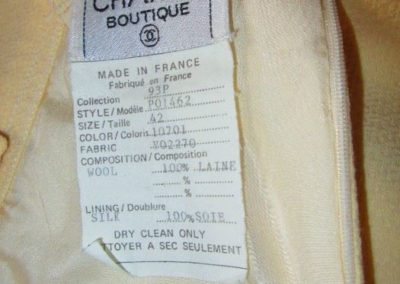 BOUTIQUE
MADE IN FRANCE
Fabriqué en France
Collection 93P
STYLE/Modèle P01462
SIZE/Taille 42
COLOR/Coloris 10701
FABRIC V02270
COMPOSITION/Composition
WOOL 100% LAINE
%
%
LINING/Doublure
SILK 100% SOIE
DRY CLEAN ONLY
TTOYER A SEC SEULEMENT